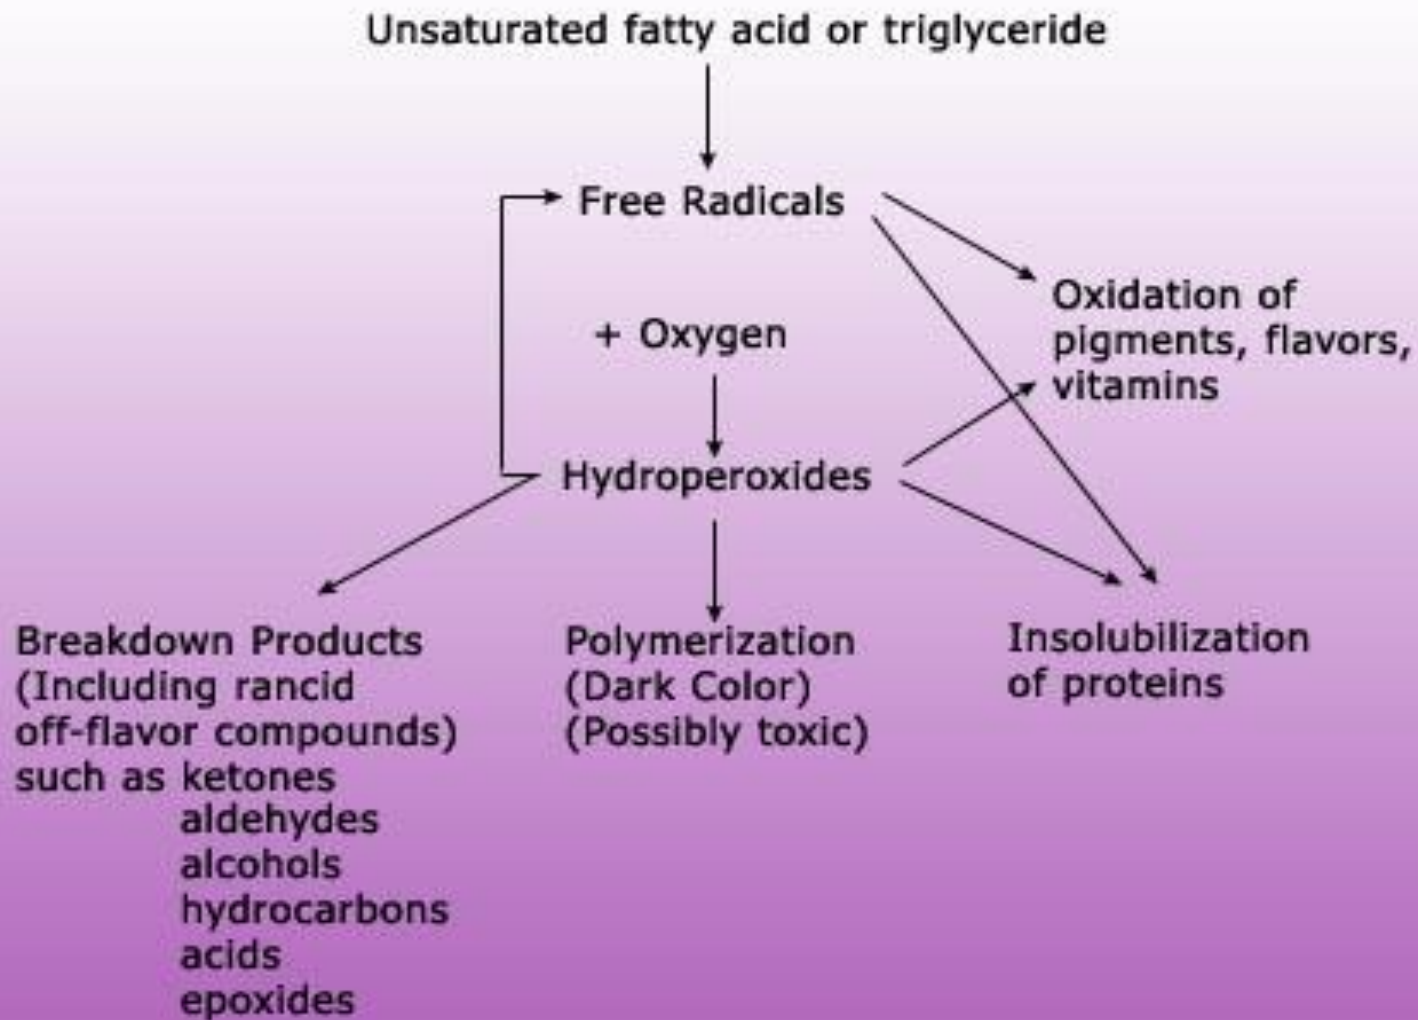 Unsaturated fatty acid or triglyceride
Free Radicals
+ Oxygen
Oxidation of
pigments, flavors,
vitamins
Hydroperoxides
Breakdown Products
(Including rancid
off-flavor compounds)
such as ketones
aldehydes
alcohols
hydrocarbons
acids
epoxides
Polymerization
(Dark Color)
(Possibly toxic)
Insolubilization
of proteins